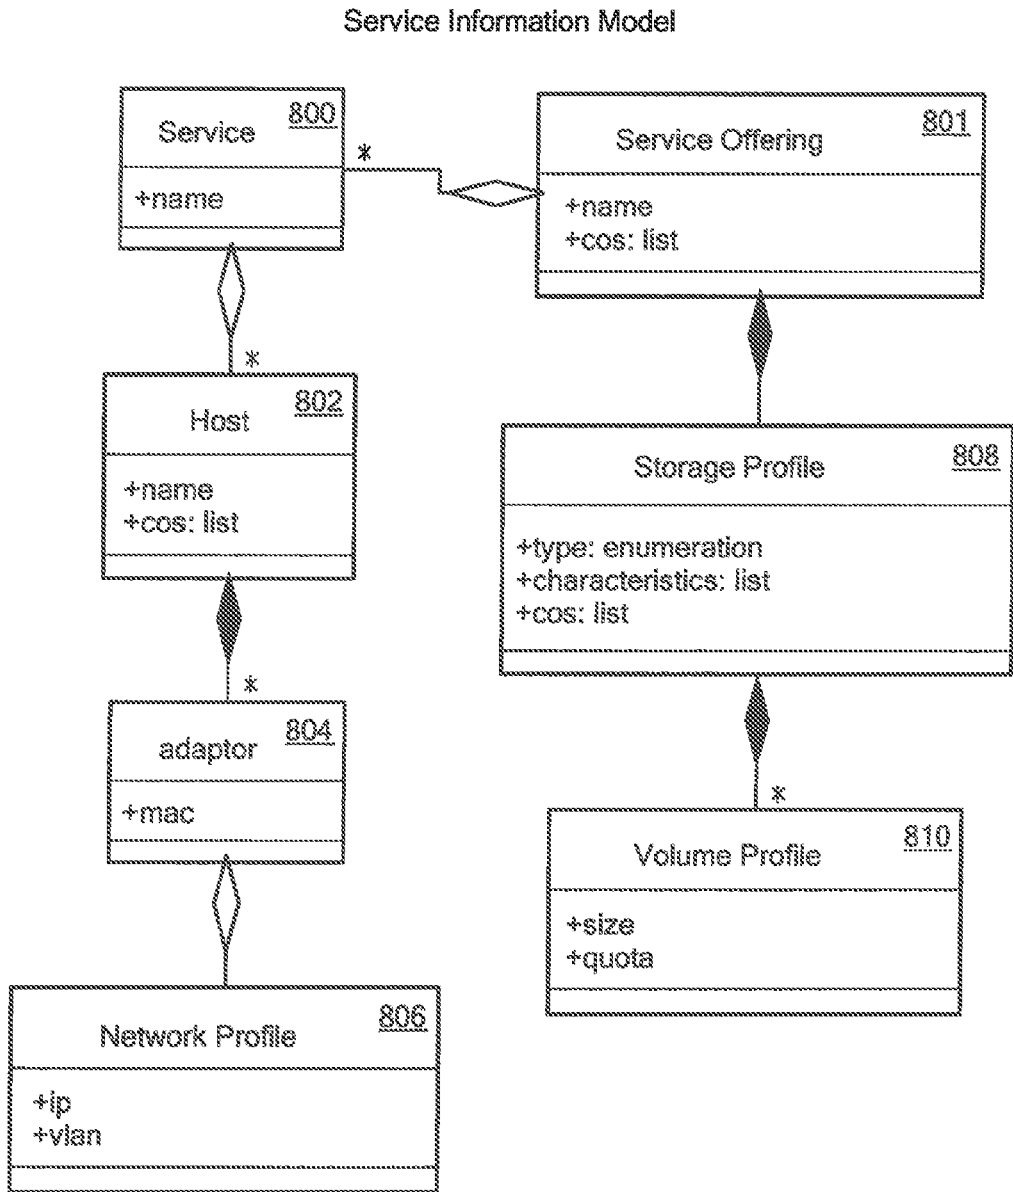 Service Information Model
Service 800
+name
*
Service Offering 801
+name
+cos: list
*
Host 802
+name
+cos: list
Storage Profile 808
+type: enumeration
+characteristics: list
+cos: list
*
adaptor 804
+mac
*
Volume Profile 810
+size
+quota
Network Profile 806
+ip
+vlan